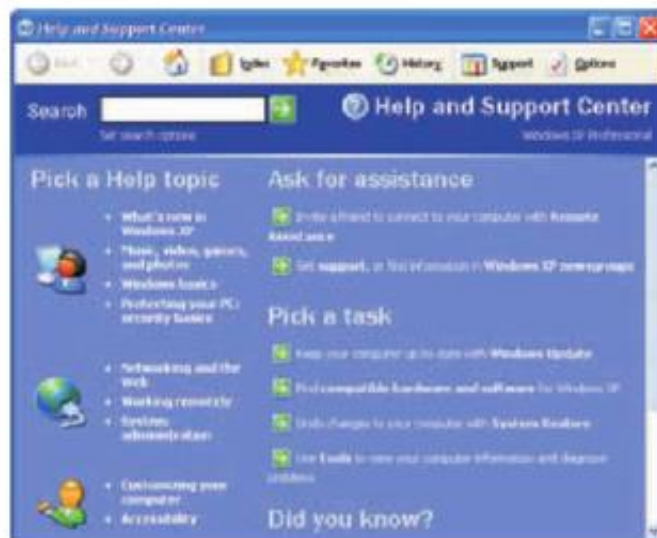 Help and Support Center
Back
Index Favorites History Support Options
Search
Set search options
Help and Support Center
Windows XP Professional
Pick a Help topic
What's new in
Windows XP
Music, video, games,
and photos
Windows basics
Protecting your PC:
security basics
Networking and the
Web
Working remotely
System
administration
Customizing your
computer
Accessibility
Ask for assistance
Invite a friend to connect to your computer with Remote
Assistance
Get support, or find information in Windows XP newsgroups
Pick a task
Keep your computer up-to-date with Windows Update
Find compatible hardware and software for Windows XP
Undo changes to your computer with System Restore
Use Tools to view your computer information and diagnose
problems
Did you know?